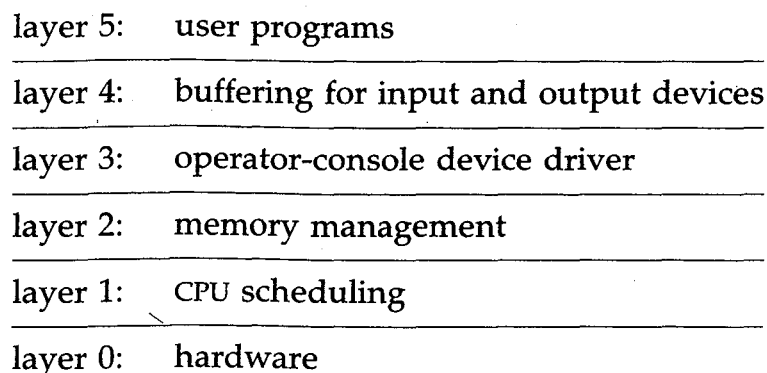 layer 5: user programs
layer 4: buffering for input and output devices
layer 3: operator-console device driver
layer 2: memory management
layer 1: CPU scheduling
layer 0: hardware